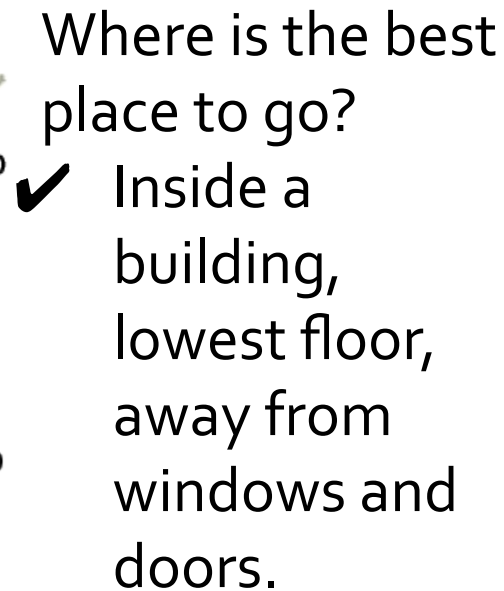 Where is the best
place to go?
✔ Inside a
building,
lowest floor,
away from
windows and
doors.